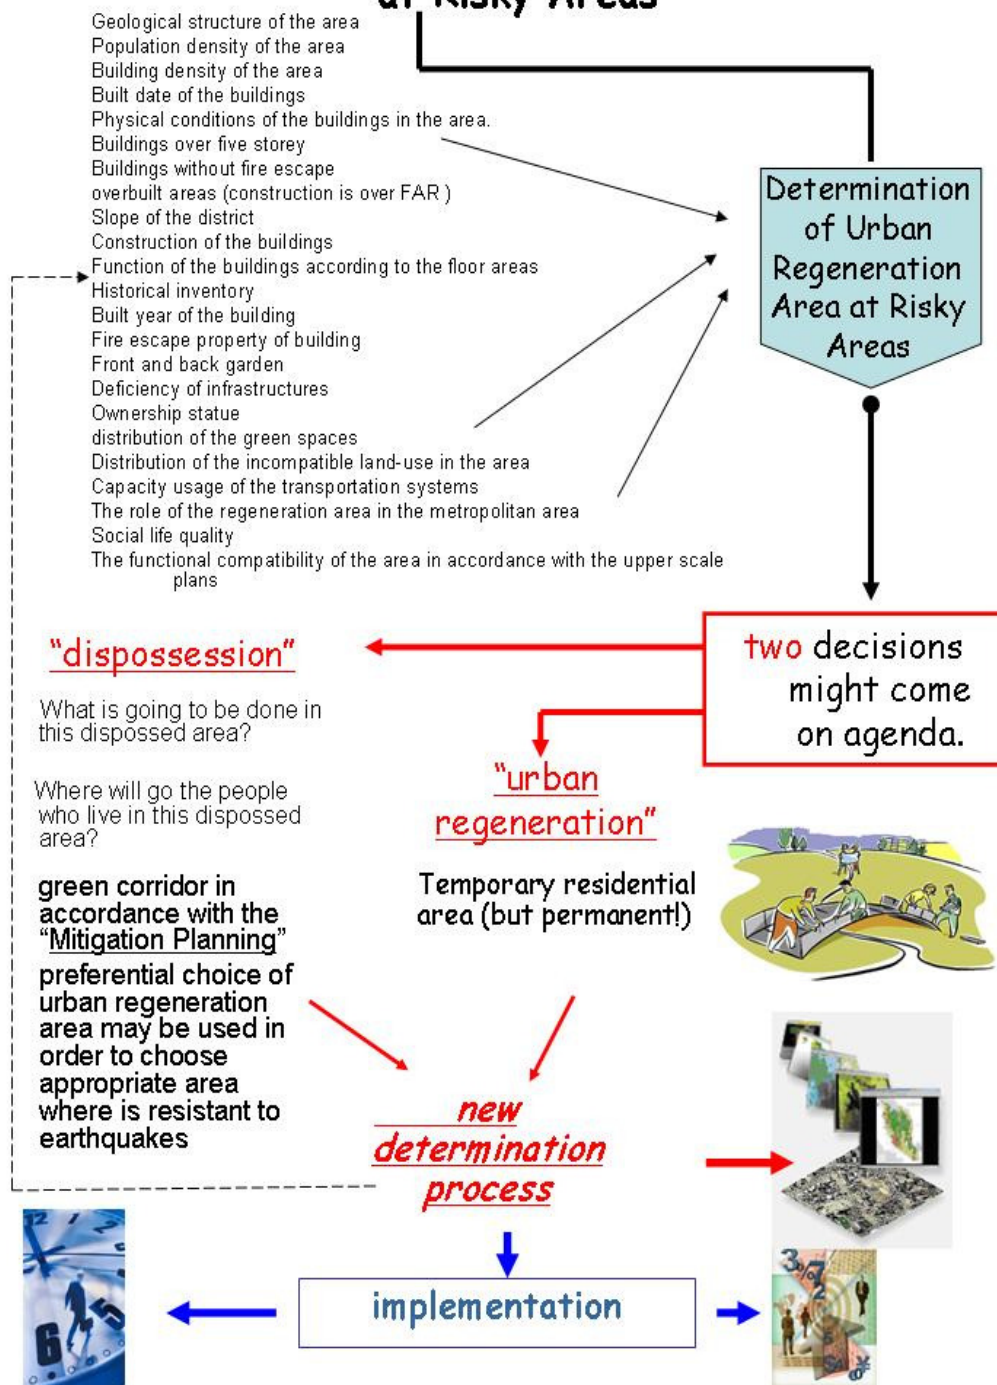 at Risky Areas
Geological structure of the area
Population density of the area
Building density of the area
Built date of the buildings
Physical conditions of the buildings in the area.
Buildings over five storey
Buildings without fire escape
overbuilt areas (construction is over FAR )
Slope of the district
Construction of the buildings
Function of the buildings according to the floor areas
Historical inventory
Built year of the building
Fire escape property of building
Front and back garden
Deficiency of infrastructures
Ownership statue
distribution of the green spaces
Distribution of the incompatible land-use in the area
Capacity usage of the transportation systems
The role of the regeneration area in the metropolitan area
Social life quality
The functional compatibility of the area in accordance with the upper scale
plans
Determination
of Urban
Regeneration
Area at Risky
Areas
two decisions
might come
on agenda.
"dispossession"
What is going to be done in
this dispossed area?
Where will go the people
who live in this dispossed
area?
green corridor in
accordance with the
"Mitigation Planning"
preferential choice of
urban regeneration
area may be used in
order to choose
appropriate area
where is resistant to
earthquakes
"urban
regeneration"
Temporary residential
area (but permanent!)
new
determination
process
implementation
12
1
2
6
5